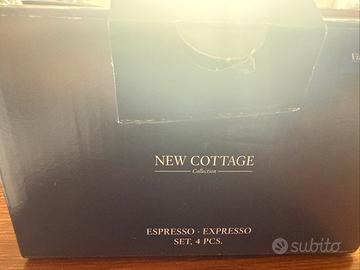 NEW COTTAGE
Collection
ESPRESSO · EXPRESSO
SET, 4 PCS.
subito